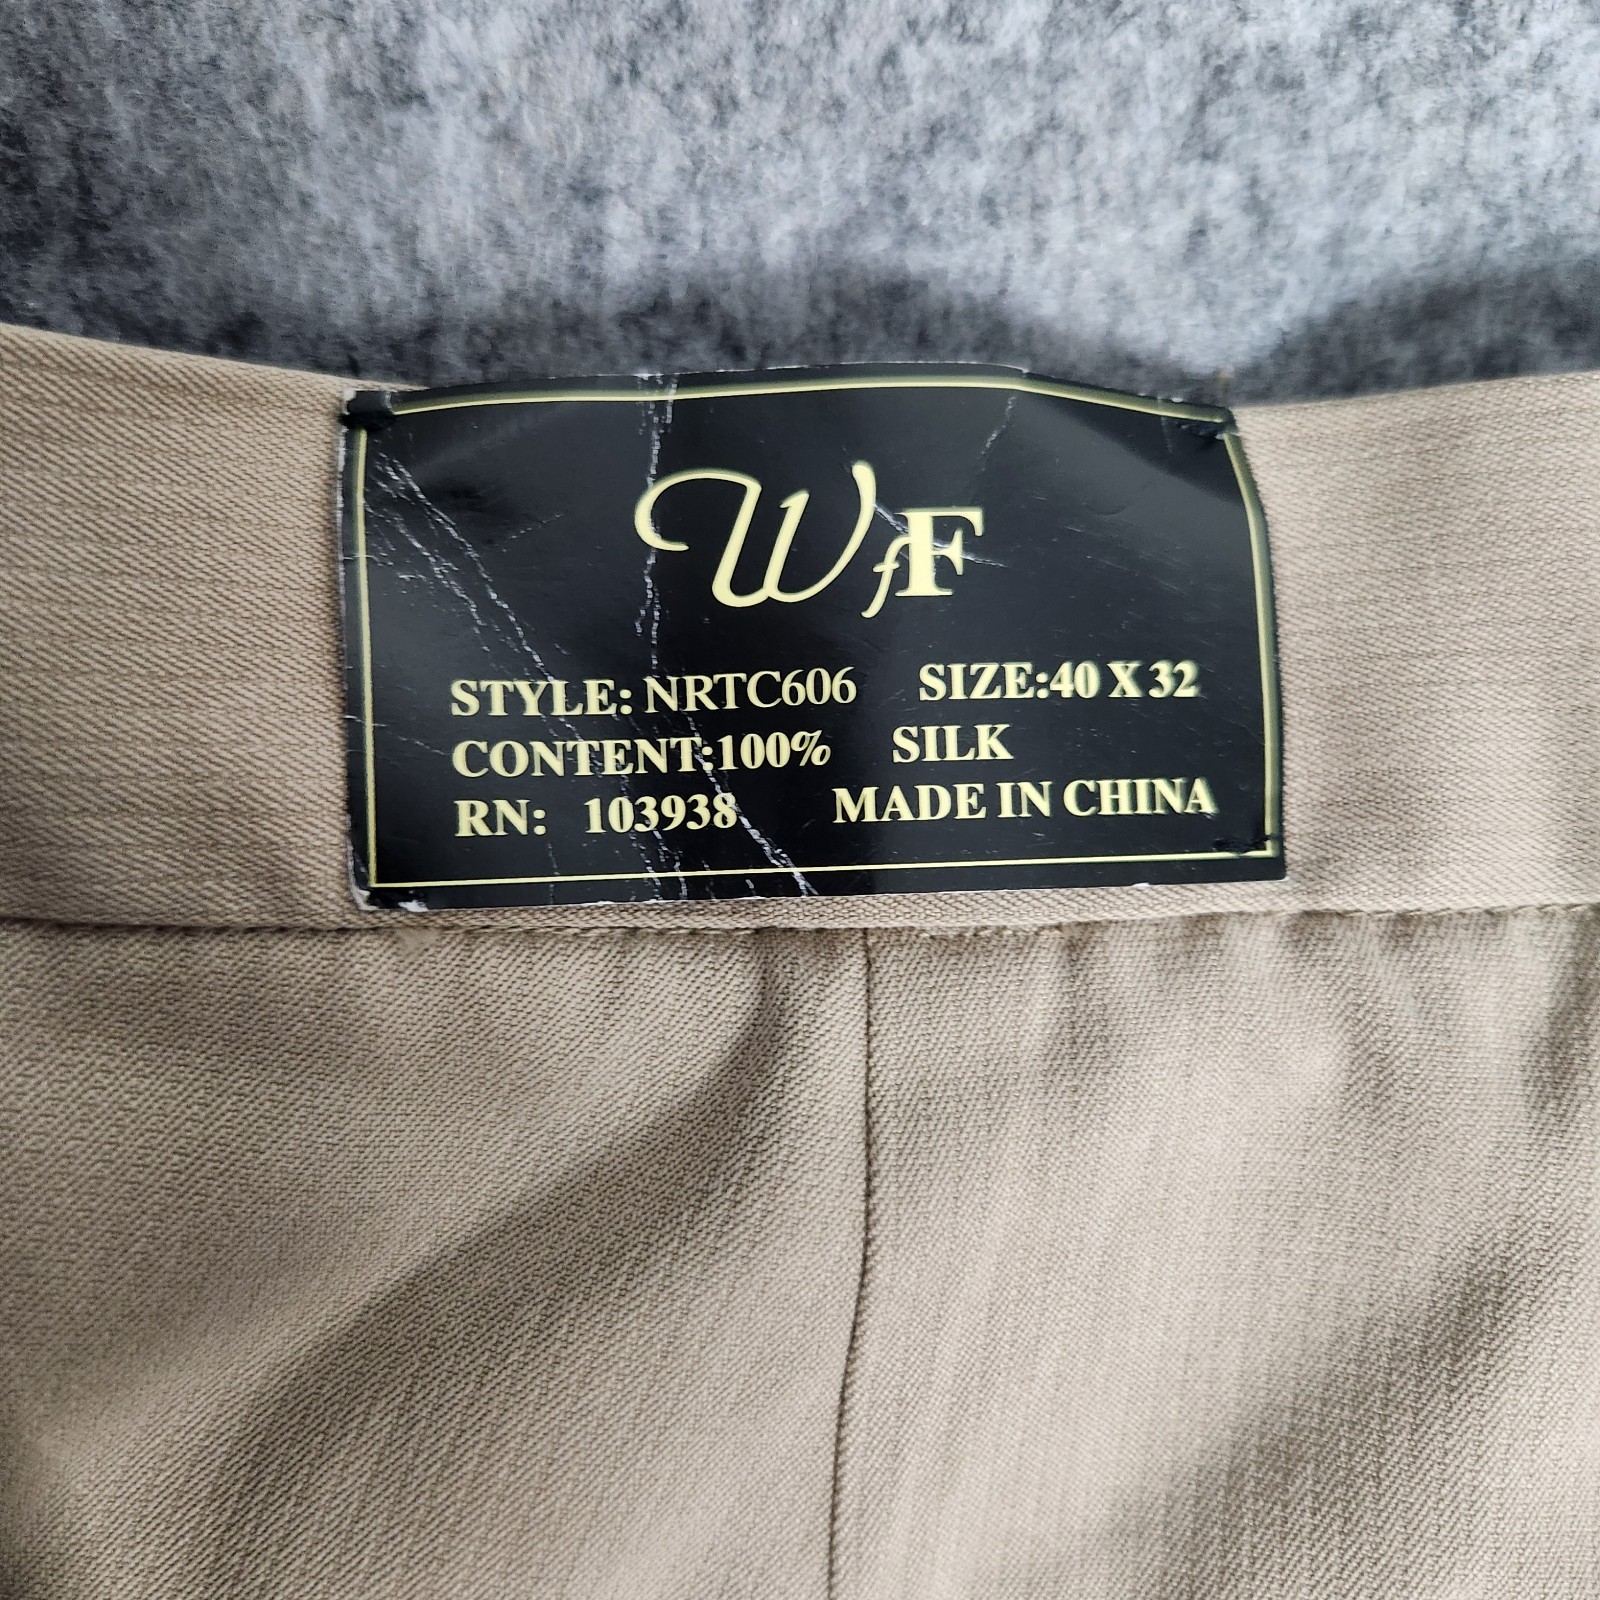 WfF
STYLE: NRTC606 SIZE:40 X 32
CONTENT:100% SILK
RN: 103938 MADE IN CHINA